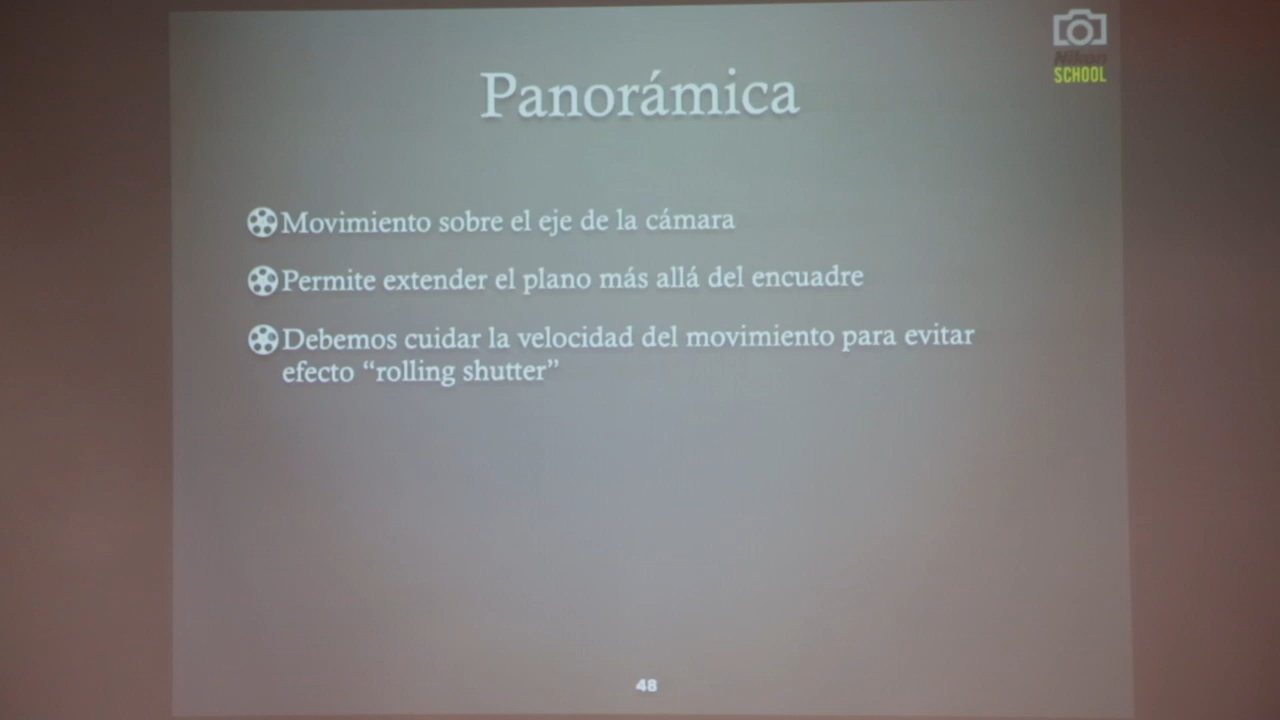 SCHOOL
Panorámica
Movimiento sobre el eje de la cámara
Permite extender el plano más allá del encuadre
Debemos cuidar la velocidad del movimiento para evitar
efecto “rolling shutter”
48